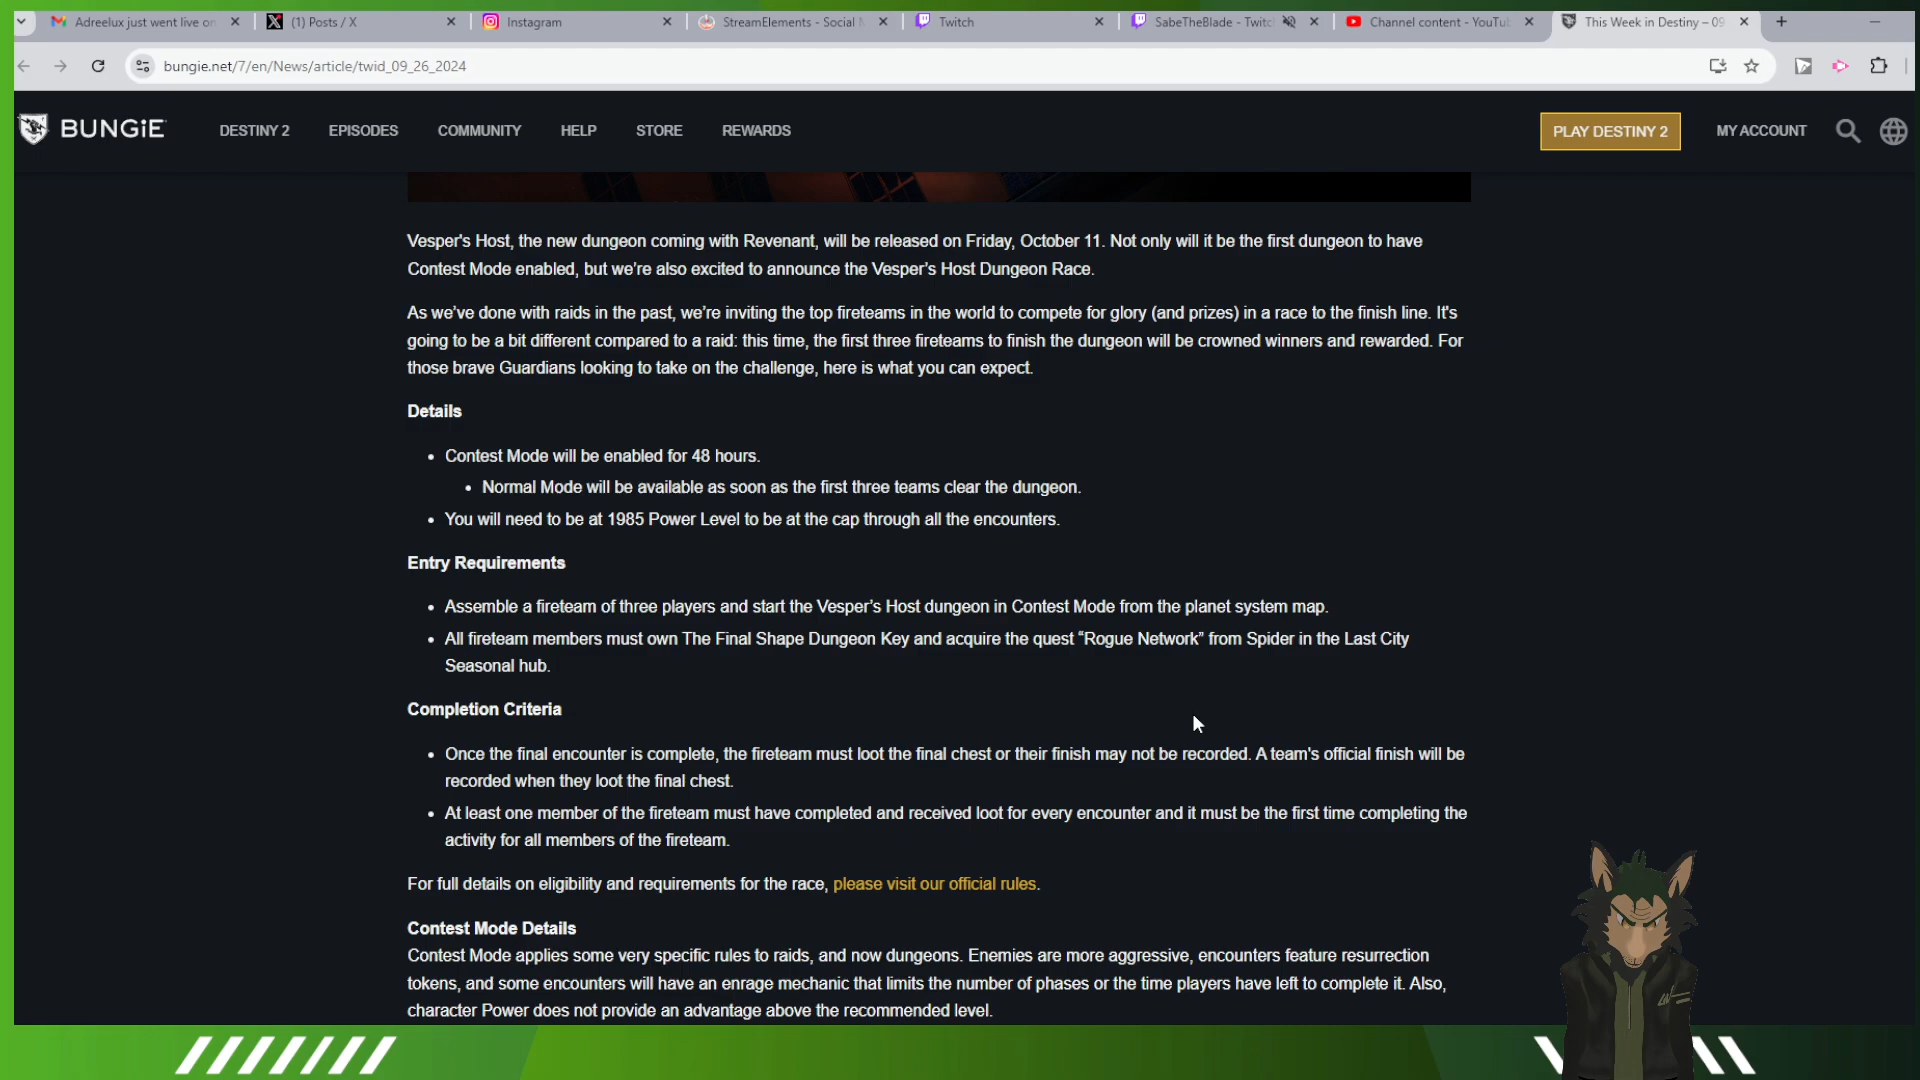 Adreelux just went live on
(1) Posts / X
Instagram
StreamElements - Social M
Twitch
SabeTheBlade - Twitc
Channel content - YouTu
This Week in Destiny – 09
bungie.net/7/en/News/article/twid_09_26_2024
BUNGiE
DESTINY 2
EPISODES
COMMUNITY
HELP
STORE
REWARDS
PLAY DESTINY 2
MY ACCOUNT
Vesper's Host, the new dungeon coming with Revenant, will be released on Friday, October 11. Not only will it be the first dungeon to have
Contest Mode enabled, but we’re also excited to announce the Vesper’s Host Dungeon Race.
As we’ve done with raids in the past, we’re inviting the top fireteams in the world to compete for glory (and prizes) in a race to the finish line. It's
going to be a bit different compared to a raid: this time, the first three fireteams to finish the dungeon will be crowned winners and rewarded. For
those brave Guardians looking to take on the challenge, here is what you can expect.
Details
• Contest Mode will be enabled for 48 hours.
• Normal Mode will be available as soon as the first three teams clear the dungeon.
• You will need to be at 1985 Power Level to be at the cap through all the encounters.
Entry Requirements
• Assemble a fireteam of three players and start the Vesper’s Host dungeon in Contest Mode from the planet system map.
• All fireteam members must own The Final Shape Dungeon Key and acquire the quest “Rogue Network” from Spider in the Last City
Seasonal hub.
Completion Criteria
• Once the final encounter is complete, the fireteam must loot the final chest or their finish may not be recorded. A team's official finish will be
recorded when they loot the final chest.
• At least one member of the fireteam must have completed and received loot for every encounter and it must be the first time completing the
activity for all members of the fireteam.
For full details on eligibility and requirements for the race, please visit our official rules.
Contest Mode Details
Contest Mode applies some very specific rules to raids, and now dungeons. Enemies are more aggressive, encounters feature resurrection
tokens, and some encounters will have an enrage mechanic that limits the number of phases or the time players have left to complete it. Also,
character Power does not provide an advantage above the recommended level.